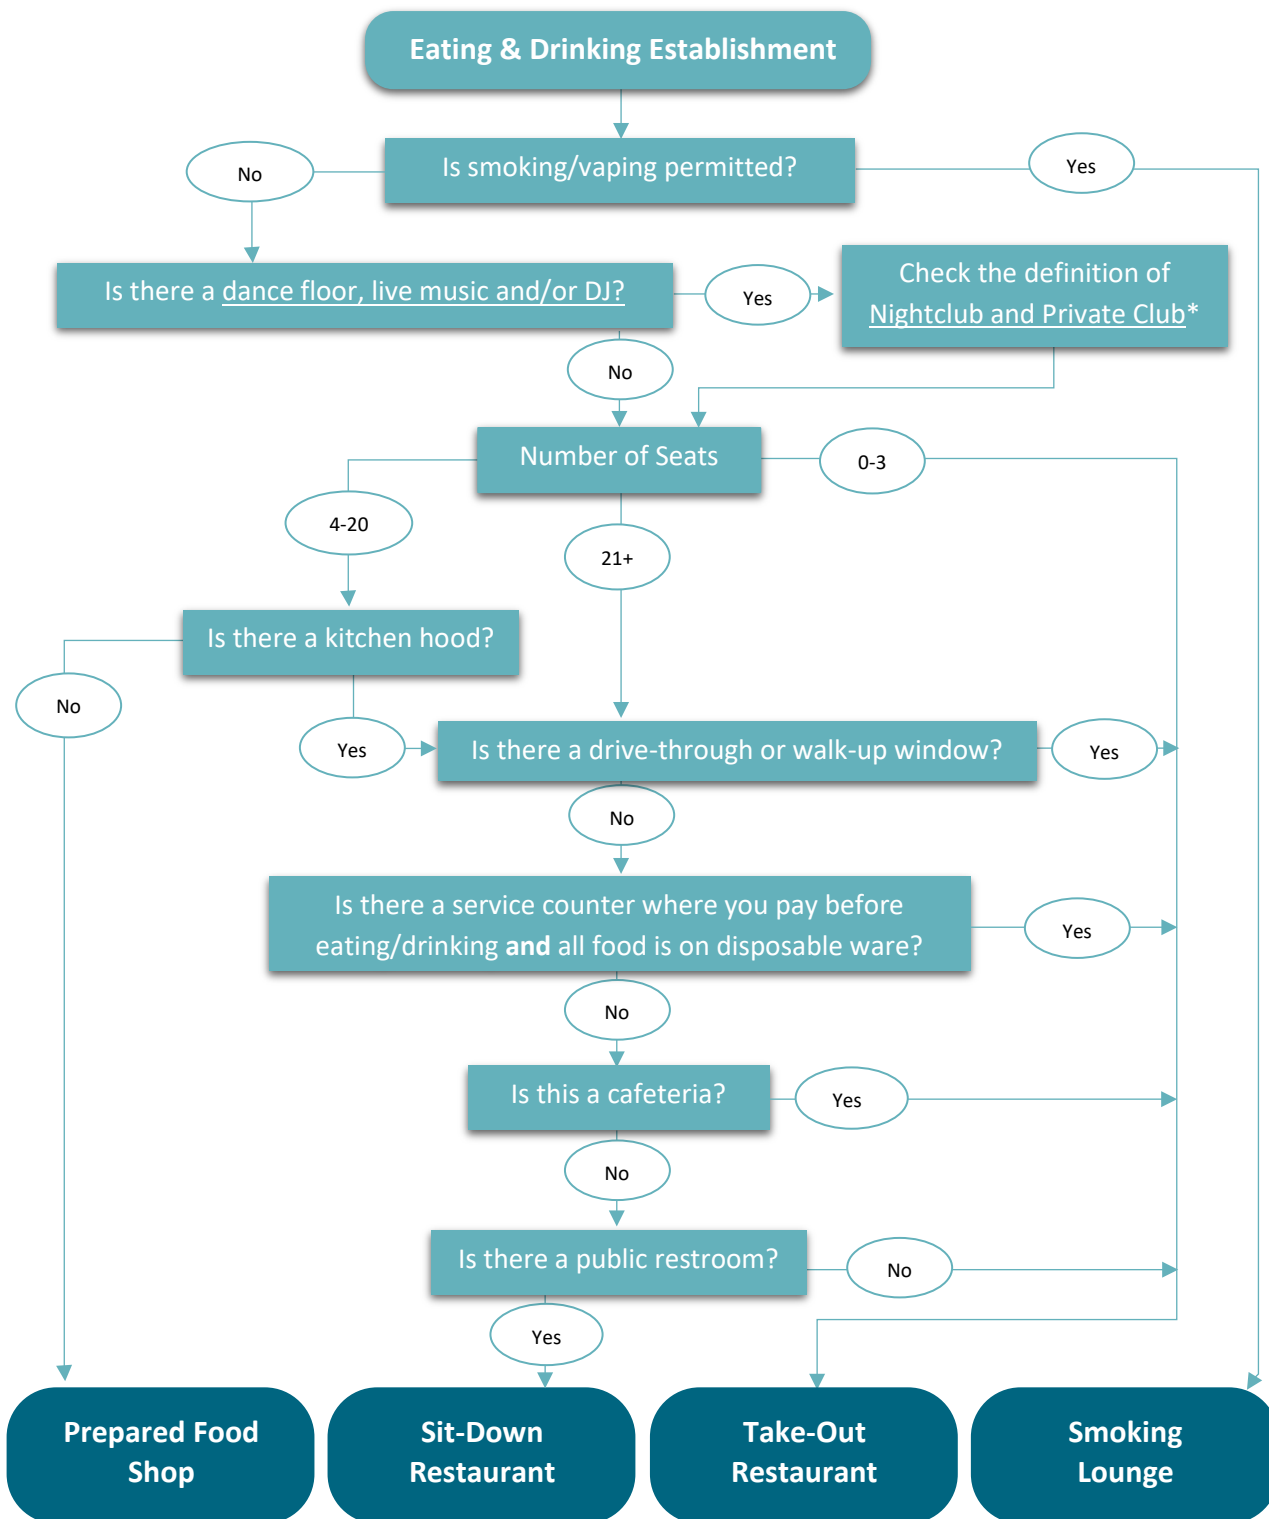 Eating & Drinking Establishment
Is smoking/vaping permitted?
No
Yes
Is there a dance floor, live music and/or DJ?
Yes
Check the definition of
Nightclub and Private Club*
No
Number of Seats
0-3
4-20
21+
Is there a kitchen hood?
No
Yes
Is there a drive-through or walk-up window?
Yes
No
Is there a service counter where you pay before
eating/drinking and all food is on disposable ware?
Yes
No
Is this a cafeteria?
Yes
No
Is there a public restroom?
No
Yes
Prepared Food
Shop
Sit-Down
Restaurant
Take-Out
Restaurant
Smoking
Lounge